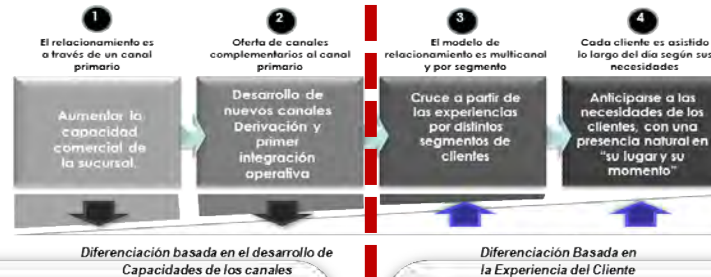 1
El relacionamiento es
a través de un canal
primario
Aumentar la
capacidad
comercial de
la sucursal.
2
Oferta de canales
complementarios al canal
primario
Desarrollo de
nuevos canales
Derivación y
primer
integración
operativa
3
El modelo de
relacionamiento es multicanal
y por segmento
Cruce a partir de
las experiencias
por distintos
segmentos de
clientes
4
Cada cliente es asistido
lo largo del día según sus
necesidades
Anticiparse a las
necesidades de los
clientes, con una
presencia natural en
"su lugar y su
momento"
Diferenciación basada en el desarrollo de
Capacidades de los canales
Diferenciación Basada en
la Experiencia del Cliente